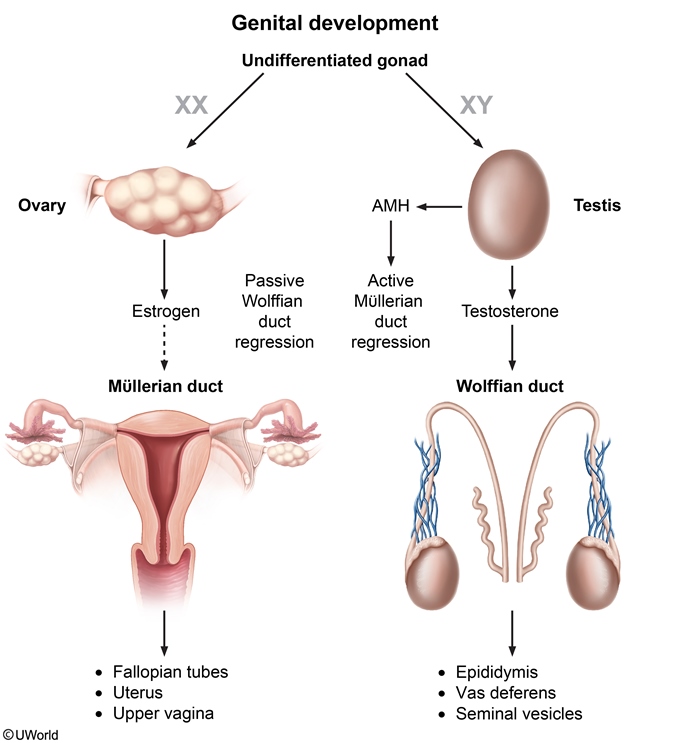 Genital development
Undifferentiated gonad
XX
XY
Ovary
AMH
Testis
Estrogen
Passive
Wolffian
duct
regression
Active
Müllerian
duct
regression
Testosterone
Müllerian duct
Wolffian duct
• Fallopian tubes
• Uterus
• Upper vagina
• Epididymis
• Vas deferens
• Seminal vesicles
©UWorld